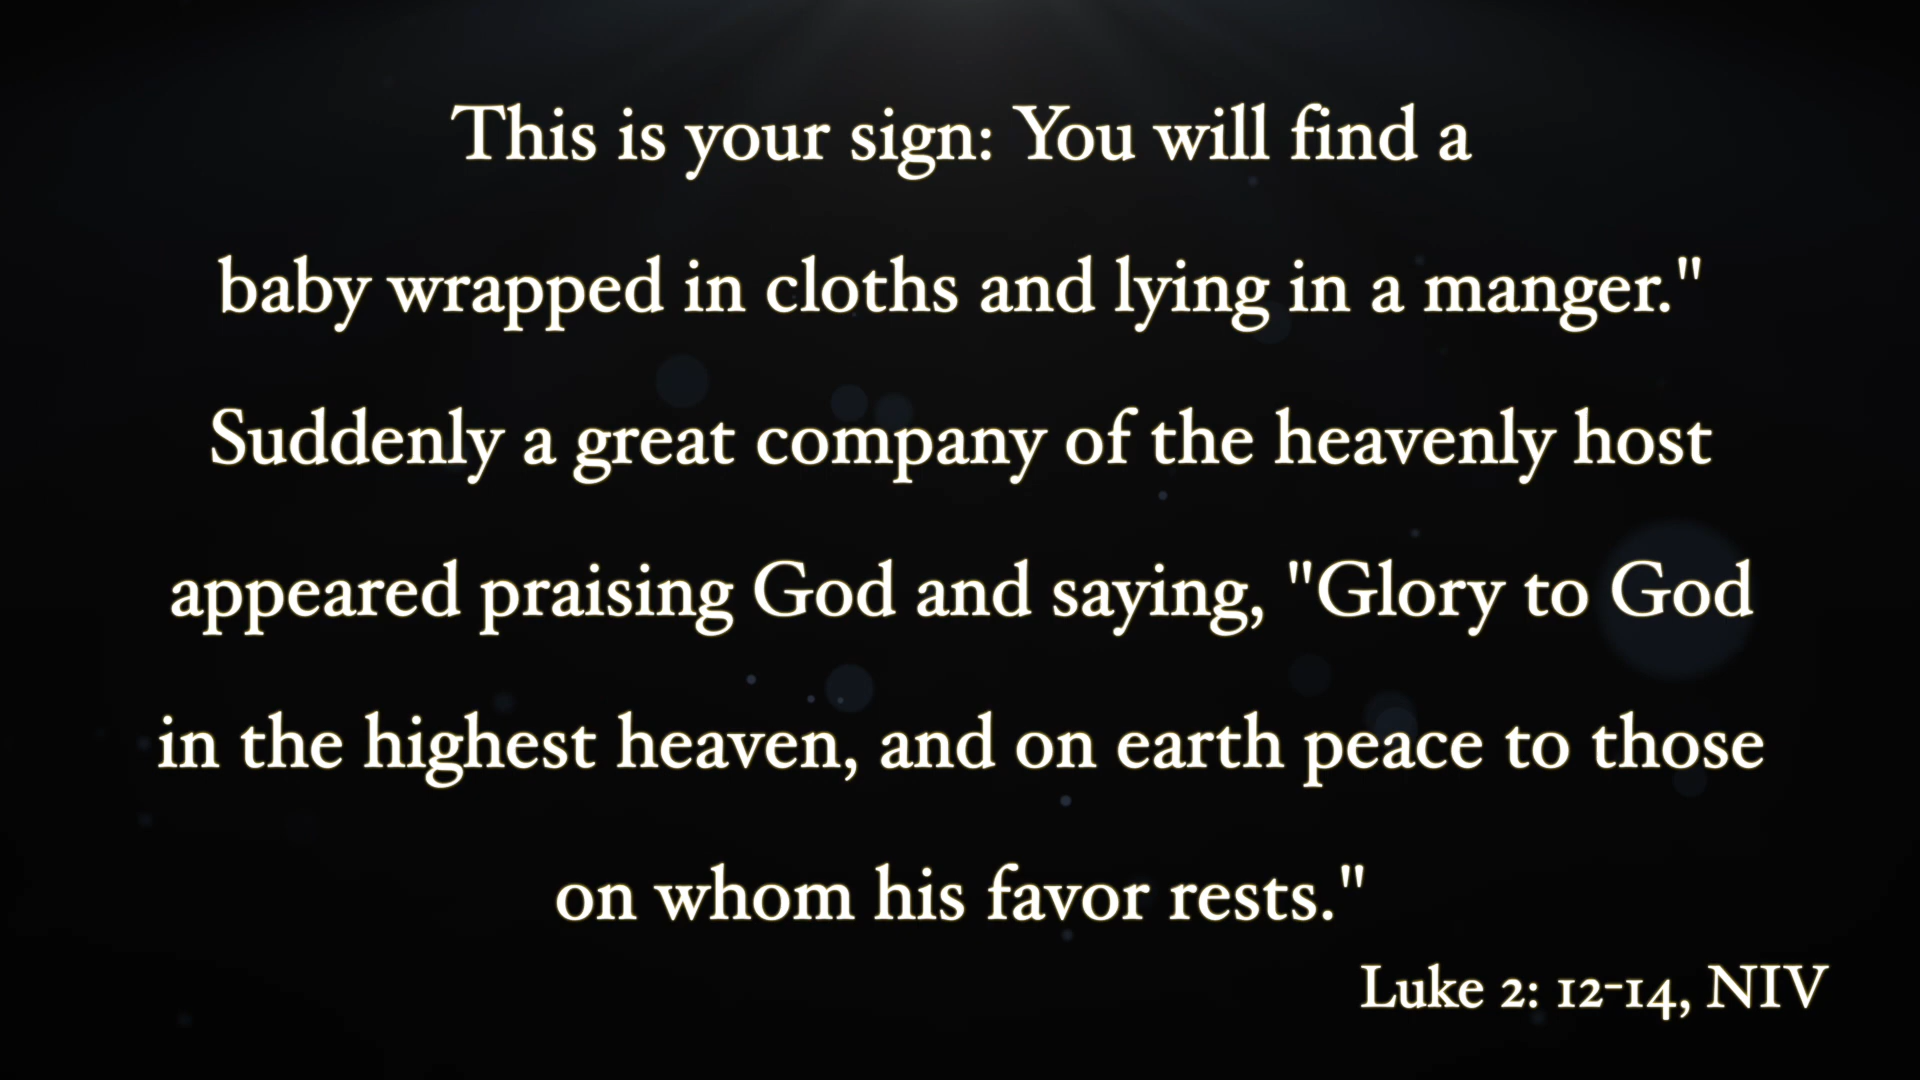 This is your sign: You will find a
baby wrapped in cloths and lying in a manger."
Suddenly a great company of the heavenly host
appeared praising God and saying, "Glory to God
in the highest heaven, and on earth peace to those
on whom his favor rests."
Luke 2: 12-14, NIV